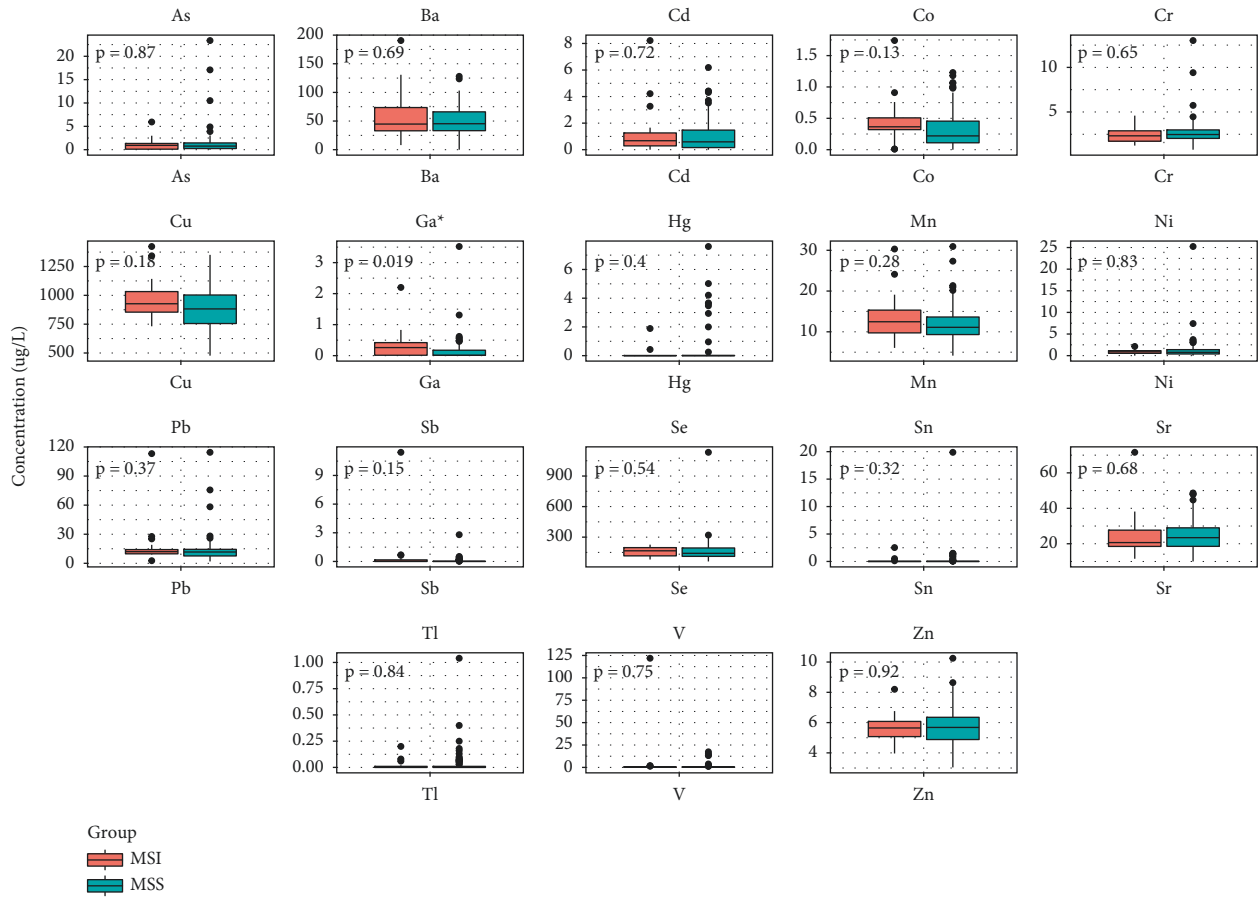 As Ba Cd Co Cr
20 15 10 5 0 p = 0.87
200 150 100 50 0 p = 0.69
8 6 4 2 0 p = 0.72
1.5 1.0 0.5 0.0 p = 0.13
10 5 p = 0.65
As Ba Cd Co Cr
Cu Ga* Hg Mn Ni
1250 1000 750 500 p = 0.18
3 2 1 0 p = 0.019
6 4 2 0 p = 0.4
30 20 10 p = 0.28
25 20 15 10 5 0 p = 0.83
Cu Ga Hg Mn Ni
Concentration (ug/L)
Pb Sb Se Sn Sr
120 90 60 30 0 p = 0.37
9 6 3 0 p = 0.15
900 600 300 p = 0.54
20 15 10 5 0 p = 0.32
60 40 20 p = 0.68
Pb Sb Se Sn Sr
Tl V Zn
1.00 0.75 0.50 0.25 0.00 p = 0.84
125 100 75 50 25 0 p = 0.75
10 8 6 4 p = 0.92
Tl V Zn
Group
MSI
MSS